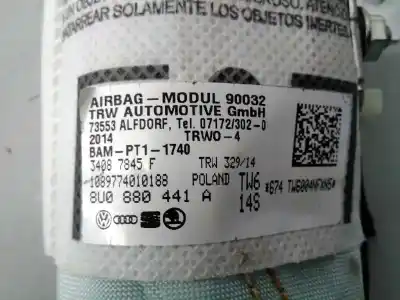 ARRASTRAR SOLAMENTE LOS OBJETOS INERTES.
AIRBAG-MODUL 90032
TRW AUTOMOTIVE GmbH
73553 ALFDORF, Tel. 07172/302-0
2014 TRWO-4
BAM-PT1-1740
3408 7845 F TRW 329/14
1089774010188 POLAND TW6
8U0 880 441 A 14S